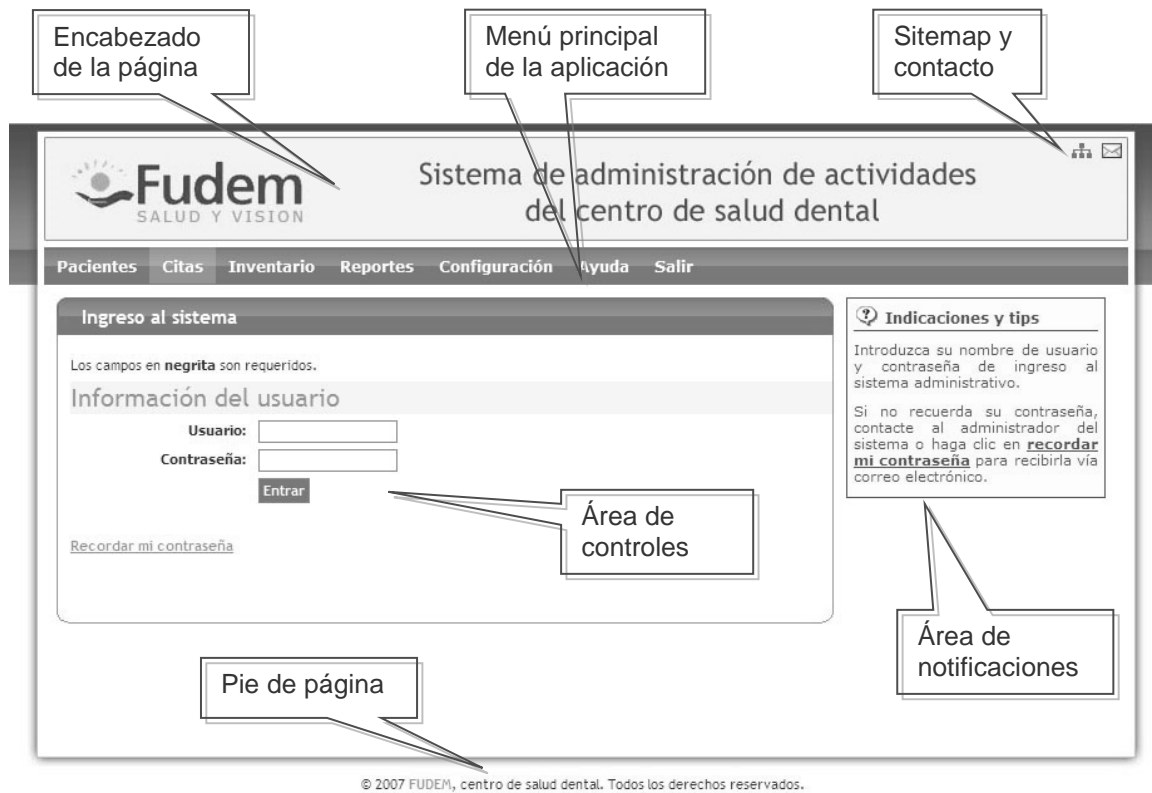 Encabezado
de la página
Menú principal
de la aplicación
Sitemap y
contacto
Fudem
SALUD Y VISION
Sistema de administración de actividades
del centro de salud dental
Pacientes Citas Inventario Reportes Configuración Ayuda Salir
Ingreso al sistema
Los campos en negrita son requeridos.
Información del usuario
Usuario:
Contraseña:
Entrar
Recordar mi contraseña
Indicaciones y tips
Introduzca su nombre de usuario
y contraseña de ingreso al
sistema administrativo.
Si no recuerda su contraseña,
contacte al administrador del
sistema o haga clic en recordar
mi contraseña para recibirla vía
correo electrónico.
Área de
controles
Área de
notificaciones
Pie de página
© 2007 FUDEM, centro de salud dental. Todos los derechos reservados.